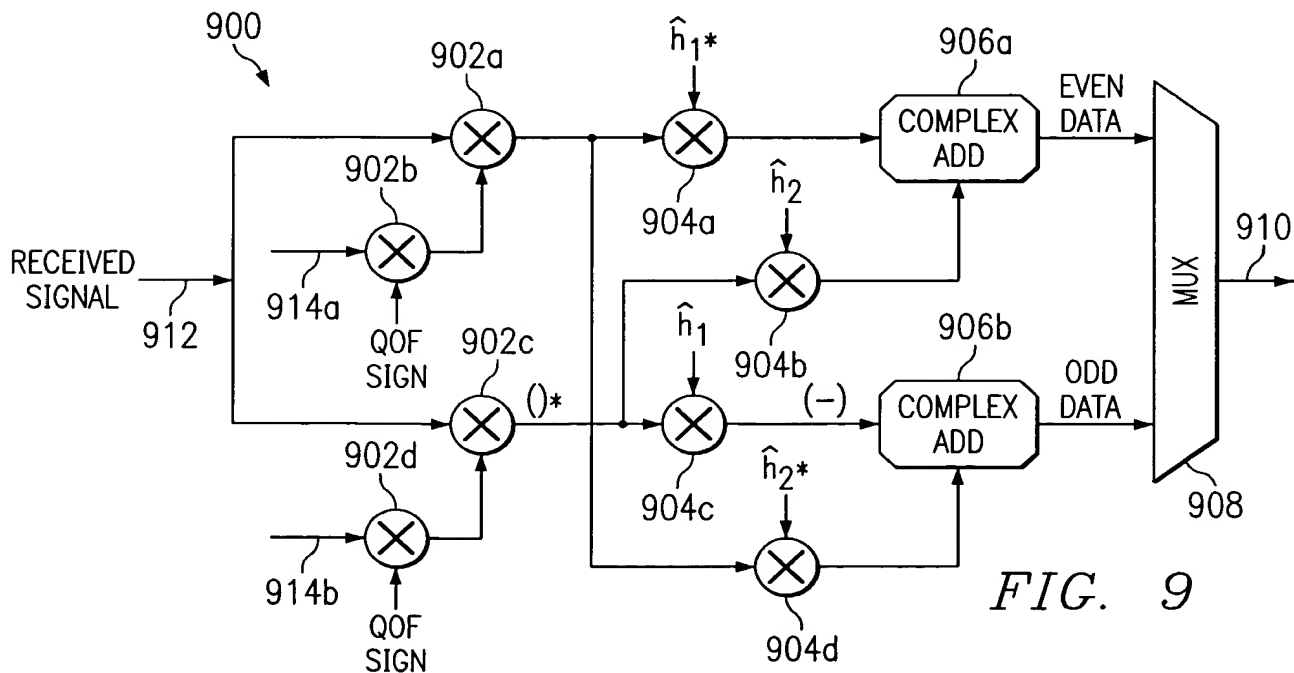 900
902a
ĥ1*
906a
COMPLEX
ADD
EVEN
DATA
902b
904a
ĥ2
RECEIVED
SIGNAL
912
914a
QOF
SIGN
902c
()*
ĥ1
904b
906b
MUX
910
(-)
COMPLEX
ADD
ODD
DATA
902d
904c
ĥ2*
908
914b
QOF
SIGN
904d
FIG. 9